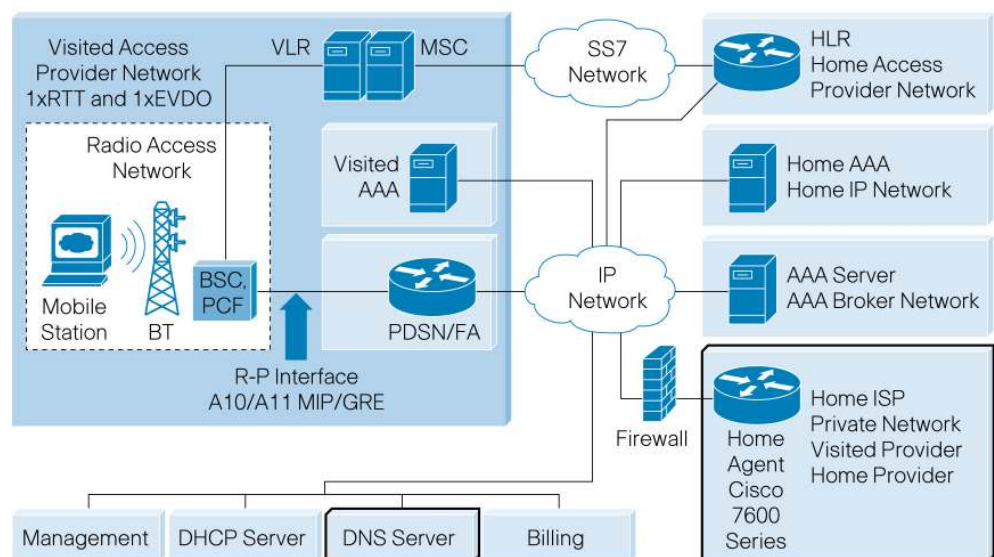 Visited Access
Provider Network
1xRTT and 1xEVDO
VLR
MSC
SS7
Network
HLR
Home Access
Provider Network
Radio Access
Network
Visited
AAA
Home AAA
Home IP Network
Mobile
Station
BT
BSC,
PCF
PDSN/FA
IP
Network
AAA Server
AAA Broker Network
R-P Interface
A10/A11 MIP/GRE
Firewall
Home
Agent
Cisco
7600
Series
Home ISP
Private Network
Visited Provider
Home Provider
Management
DHCP Server
DNS Server
Billing